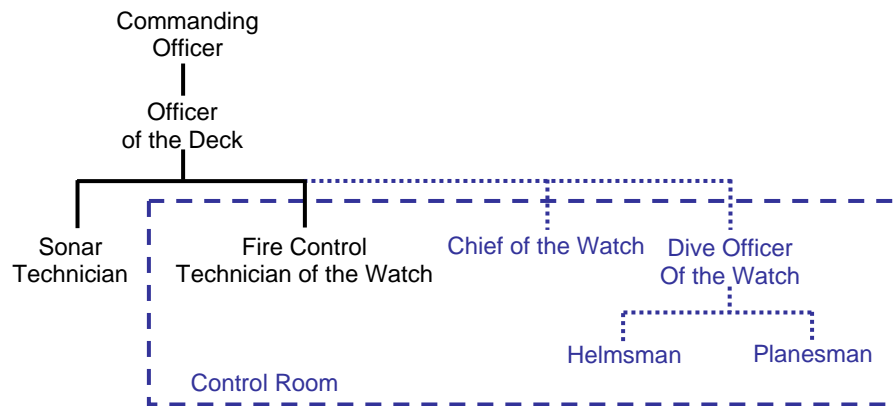 Commanding
Officer
Officer
of the Deck
Sonar
Technician
Fire Control
Technician of the Watch
Chief of the Watch
Dive Officer
Of the Watch
Helmsman
Planesman
Control Room